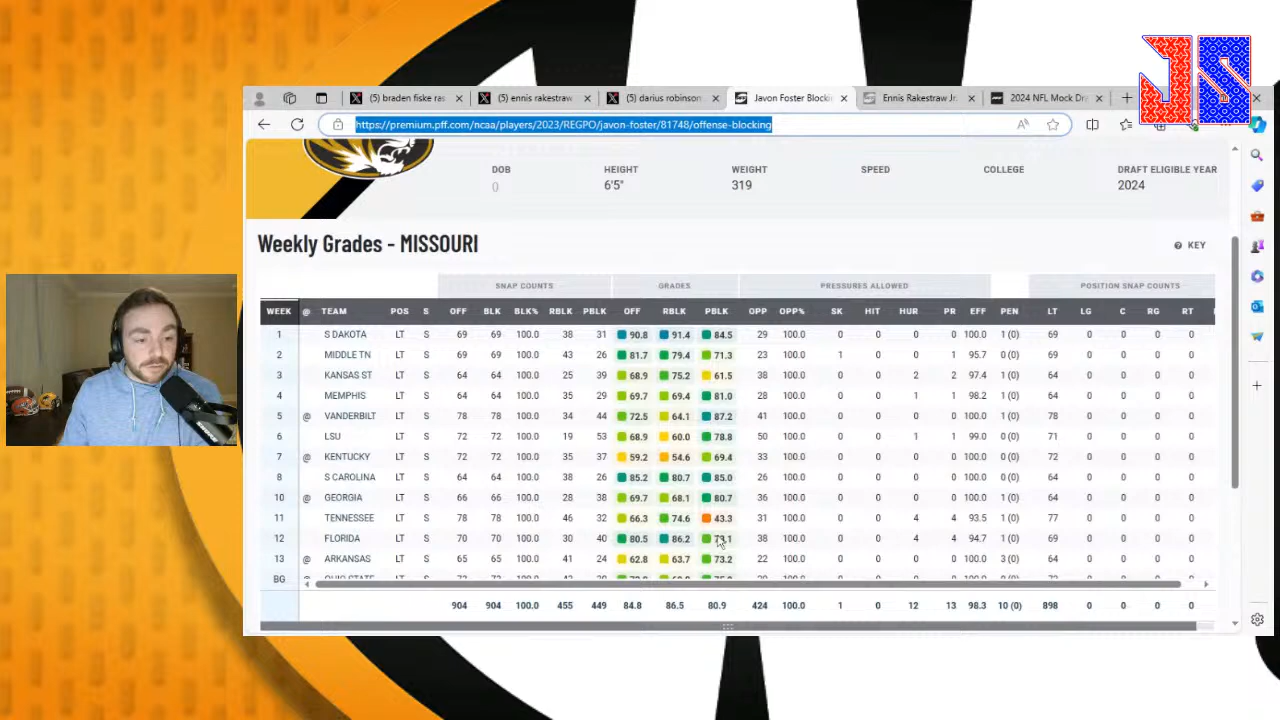 JS
(5) braden fiske ras
(5) ennis rakestraw
(5) darius robinson
Javon Foster Blocki
Ennis Rakestraw Jr.
2024 NFL Mock Dra
https://premium.pff.com/ncaa/players/2023/REGPO/javon-foster/81748/offense-blocking
DOB HEIGHT WEIGHT SPEED COLLEGE DRAFT ELIGIBLE YEAR
() 6'5" 319 2024
Weekly Grades - MISSOURI
KEY
SNAP COUNTS GRADES PRESSURES ALLOWED POSITION SNAP COUNTS
WEEK @ TEAM POS S OFF BLK BLK% RBLK PBLK OFF RBLK PBLK OPP OPP% SK HIT HUR PR EFF PEN LT LG C RG RT
1 S DAKOTA LT S 69 69 100.0 38 31 90.8 91.4 84.5 29 100.0 0 0 0 0 100.0 1 (0) 69 0 0 0 0
2 MIDDLE TN LT S 69 69 100.0 43 26 81.7 79.4 71.3 23 100.0 1 0 0 1 95.7 0 (0) 69 0 0 0 0
3 KANSAS ST LT S 64 64 100.0 25 39 68.9 75.2 61.5 38 100.0 0 0 2 2 97.4 1 (0) 64 0 0 0 0
4 MEMPHIS LT S 64 64 100.0 35 29 69.7 69.4 81.0 28 100.0 0 0 1 1 98.2 1 (0) 64 0 0 0 0
5 @ VANDERBILT LT S 78 78 100.0 34 44 72.5 64.1 87.2 41 100.0 0 0 0 0 100.0 1 (0) 78 0 0 0 0
6 LSU LT S 72 72 100.0 19 53 68.9 60.0 78.8 50 100.0 0 0 1 1 99.0 0 (0) 71 0 0 0 0
7 @ KENTUCKY LT S 72 72 100.0 35 37 59.2 54.6 69.4 33 100.0 0 0 0 0 100.0 0 (0) 72 0 0 0 0
8 S CAROLINA LT S 64 64 100.0 38 26 85.2 80.7 85.0 26 100.0 0 0 0 0 100.0 0 (0) 64 0 0 0 0
10 @ GEORGIA LT S 66 66 100.0 28 38 69.7 68.1 80.7 36 100.0 0 0 0 0 100.0 1 (0) 66 0 0 0 0
11 TENNESSEE LT S 78 78 100.0 46 32 66.3 74.6 43.3 31 100.0 0 0 4 4 93.5 1 (0) 77 0 0 0 0
12 FLORIDA LT S 70 70 100.0 30 40 80.5 86.2 38 100.0 0 0 4 4 94.7 1 (0) 69 0 0 0 0
13 @ ARKANSAS LT S 65 65 100.0 41 24 62.8 63.7 73.2 22 100.0 0 0 0 0 100.0 3 (0) 64 0 0 0 0
BG @ OHIO STATE LT S
904 904 100.0 455 449 84.8 86.5 80.9 424 100.0 1 0 12 13 98.3 10 (0) 898 0 0 0 0